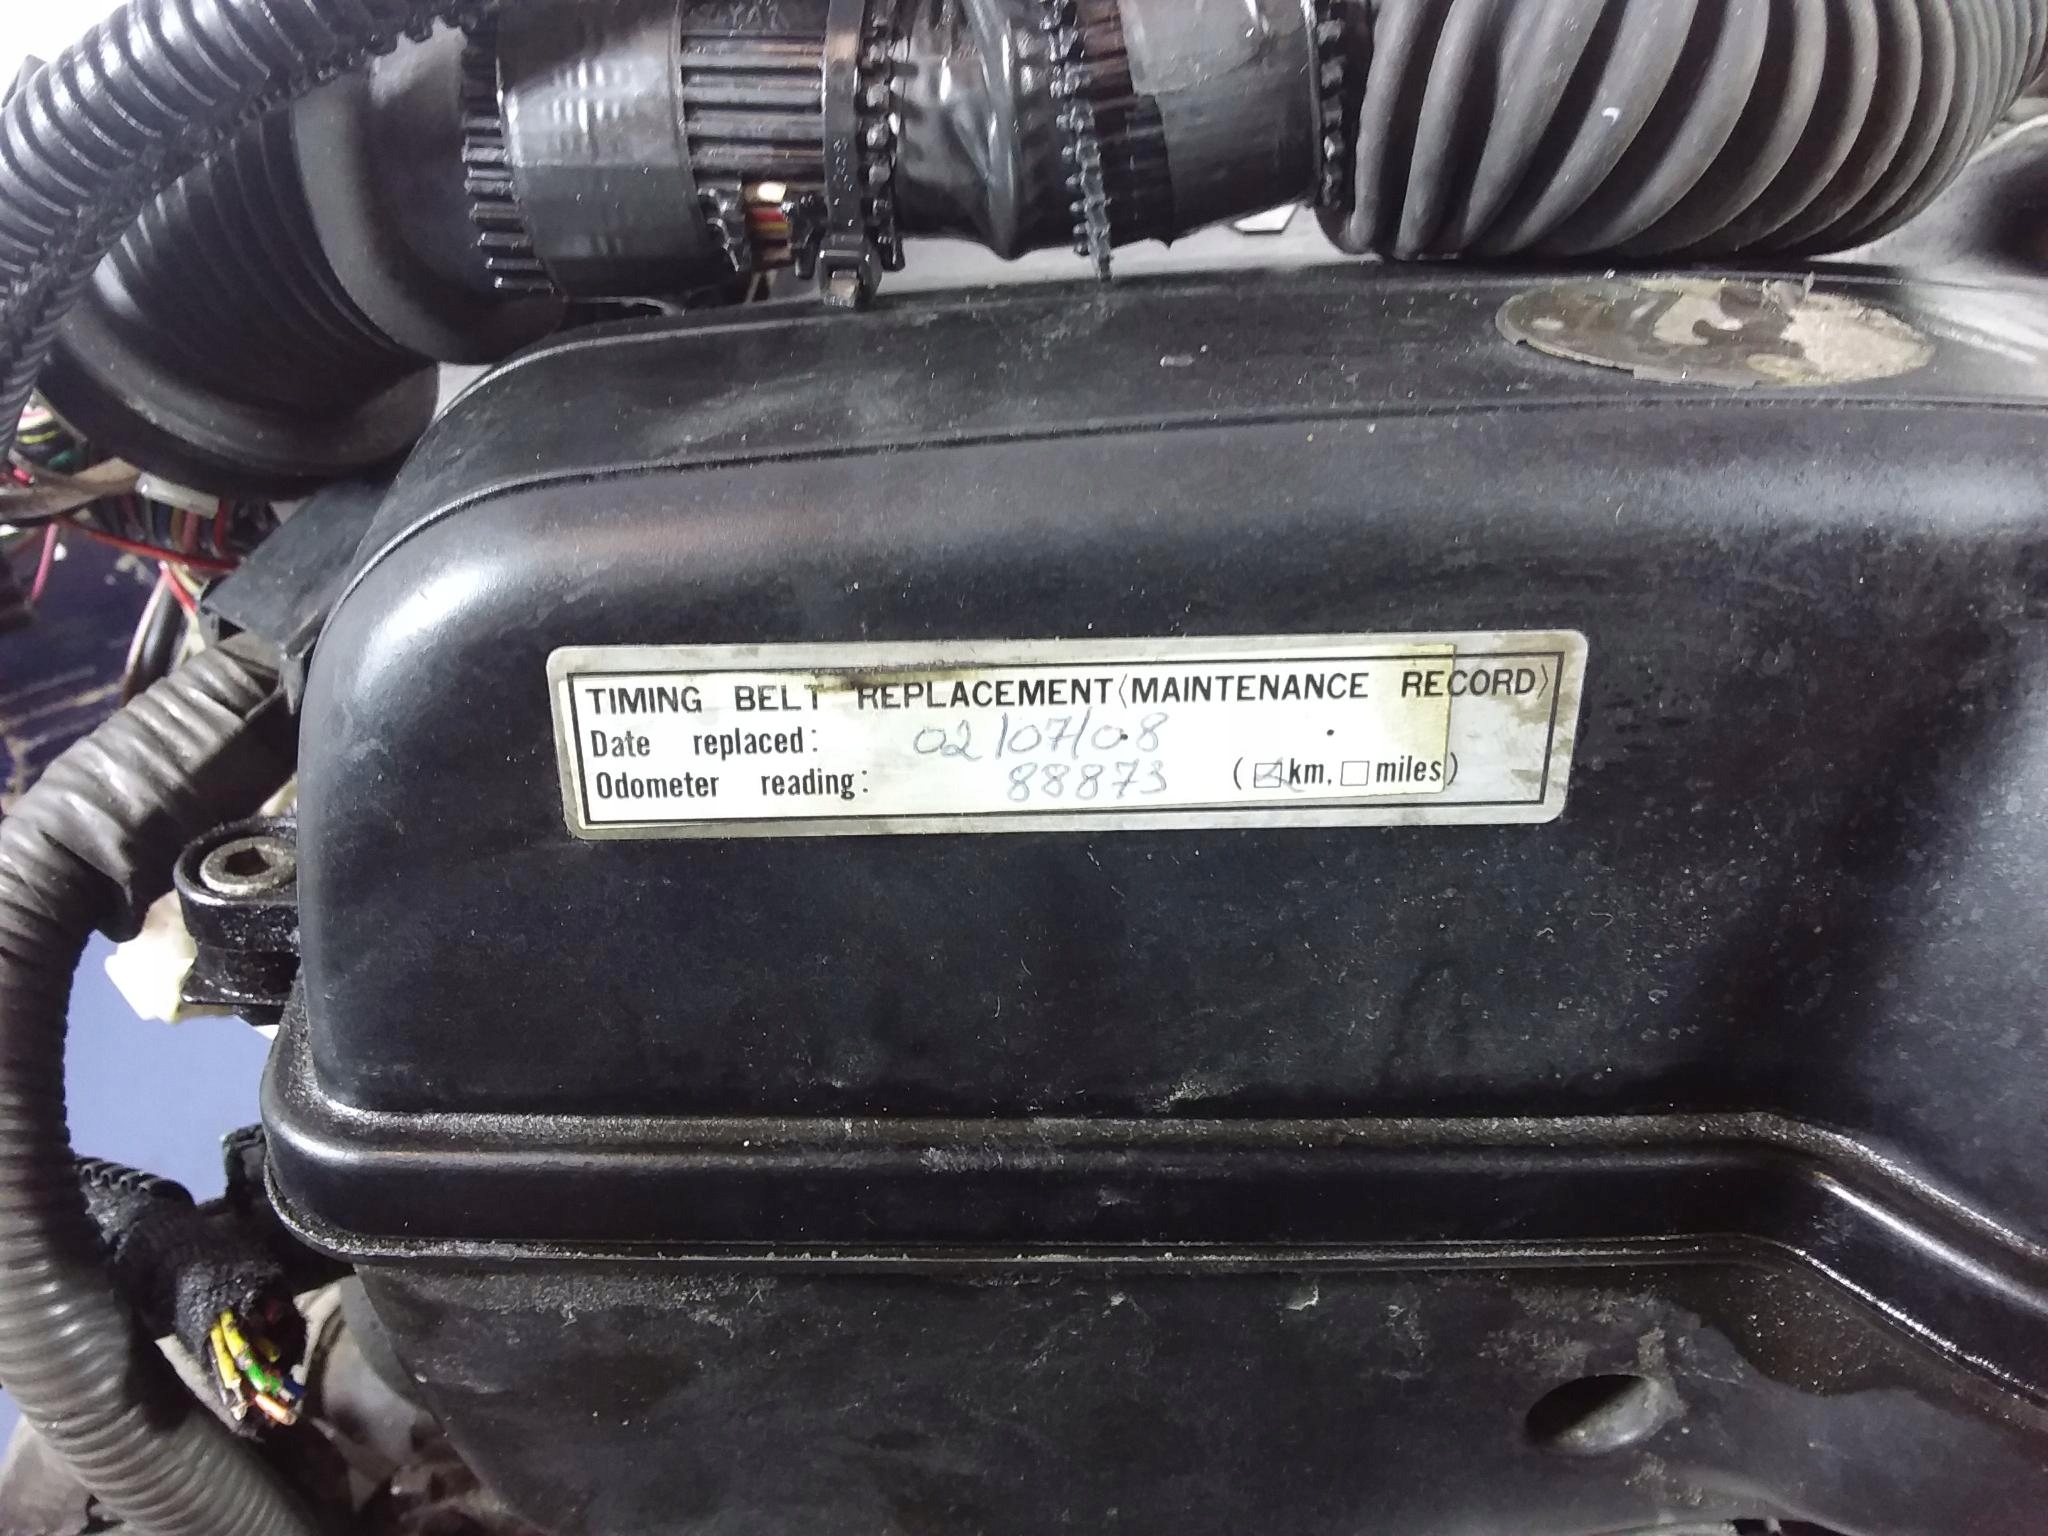 TIMING BELT REPLACEMENT (MAINTENANCE RECORD)
Date replaced: 02/07/08
Odometer reading: 88873 (☑km, ☐miles)